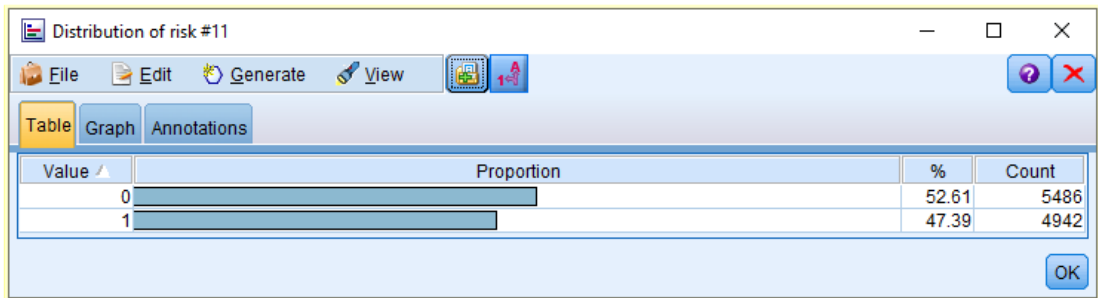 Distribution of risk #11
File Edit Generate View
Table Graph Annotations
Value Proportion % Count
0 52.61 5486
1 47.39 4942
OK